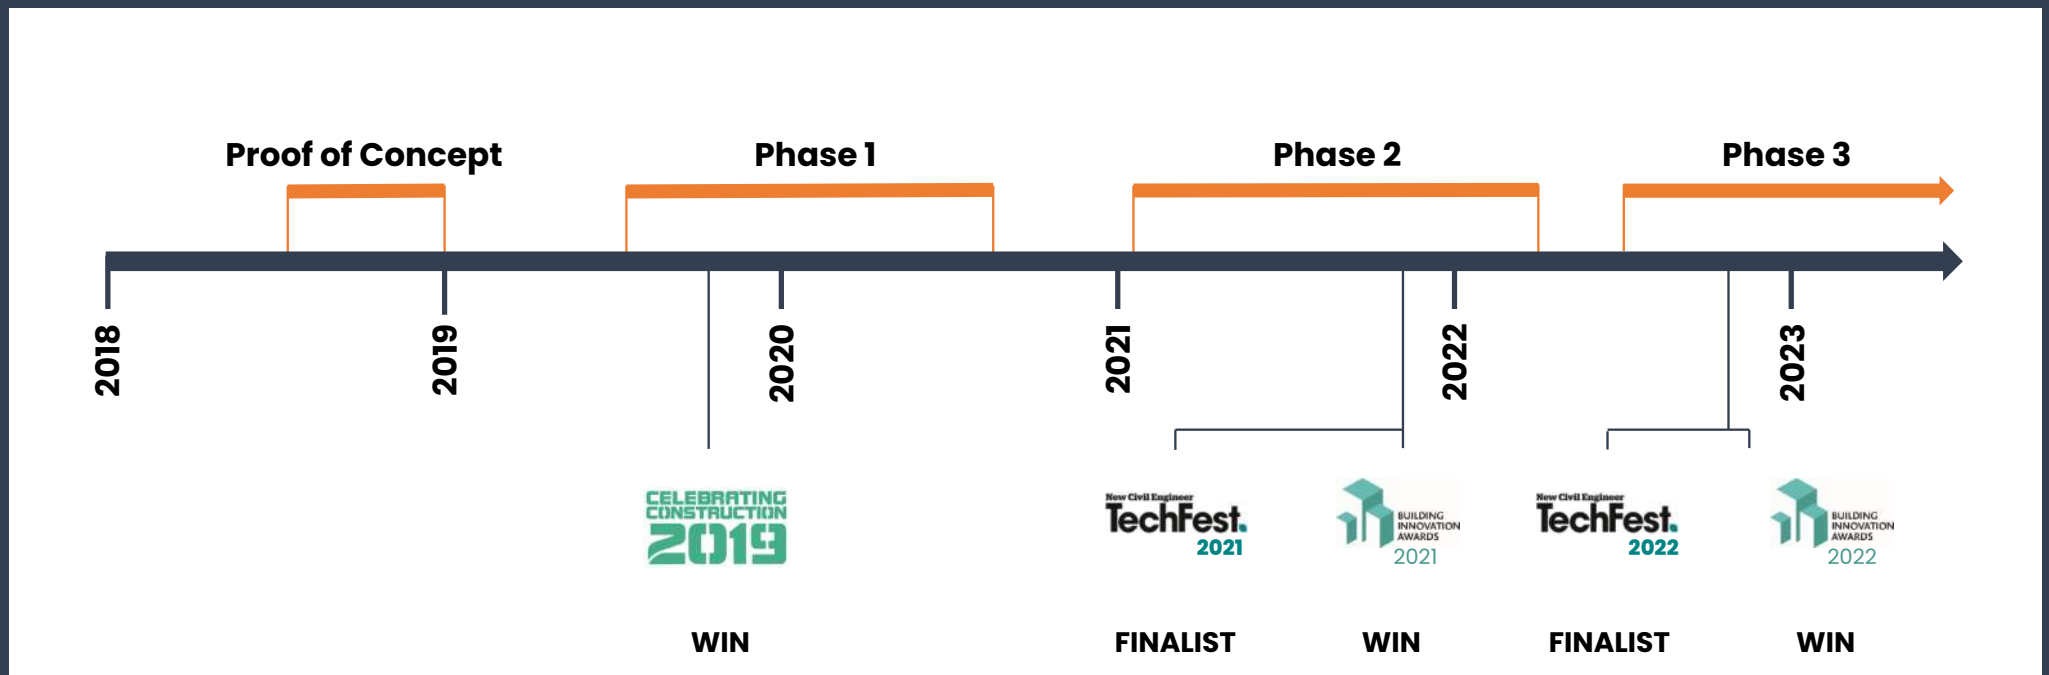 Proof of Concept
Phase 1
Phase 2
Phase 3
2018
2019
2020
2021
2022
2023
CELEBRATING
CONSTRUCTION
2019
New Civil Engineer
TechFest.
2021
BUILDING
INNOVATION
AWARDS
2021
New Civil Engineer
TechFest.
2022
BUILDING
INNOVATION
AWARDS
2022
WIN
FINALIST
WIN
FINALIST
WIN